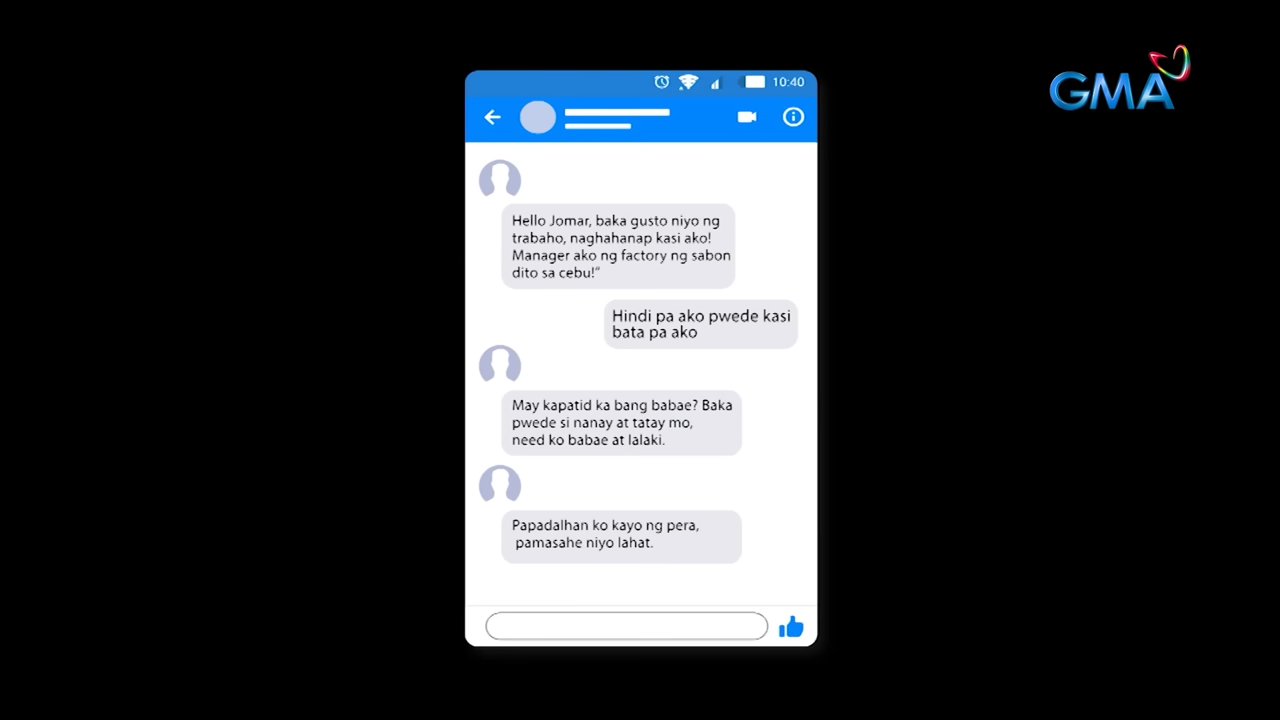 GMA
10:40
Hello Jomar, baka gusto niyo ng
trabaho, naghahanap kasi ako!
Manager ako ng factory ng sabon
dito sa cebu!"
Hindi pa ako pwede kasi
bata pa ako
May kapatid ka bang babae? Baka
pwede si nanay at tatay mo,
need ko babae at lalaki.
Papadalhan ko kayo ng pera,
pamasahe niyo lahat.